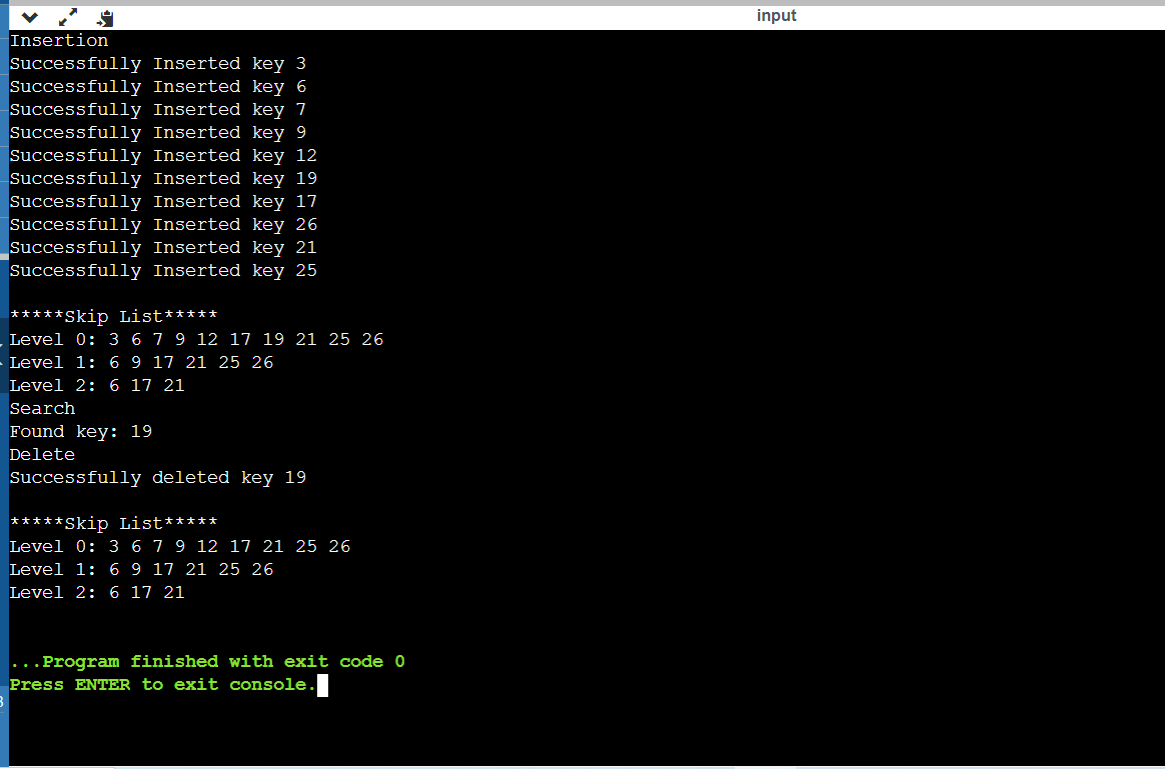 input
Insertion
Successfully Inserted key 3
Successfully Inserted key 6
Successfully Inserted key 7
Successfully Inserted key 9
Successfully Inserted key 12
Successfully Inserted key 19
Successfully Inserted key 17
Successfully Inserted key 26
Successfully Inserted key 21
Successfully Inserted key 25
*****Skip List*****
Level 0: 3 6 7 9 12 17 19 21 25 26
Level 1: 6 9 17 21 25 26
Level 2: 6 17 21
Search
Found key: 19
Delete
Successfully deleted key 19
*****Skip List*****
Level 0: 3 6 7 9 12 17 21 25 26
Level 1: 6 9 17 21 25 26
Level 2: 6 17 21
...Program finished with exit code 0
Press ENTER to exit console.